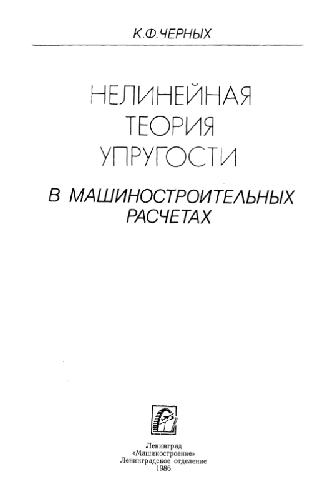 К.Ф.ЧЕРНЫХ
НЕЛИНЕЙНАЯ
ТЕОРИЯ
УПРУГОСТИ
В МАШИНОСТРОИТЕЛЬНЫХ
РАСЧЕТАХ
Ленинград
«Машиностроение»
Ленинградское отделение
1986